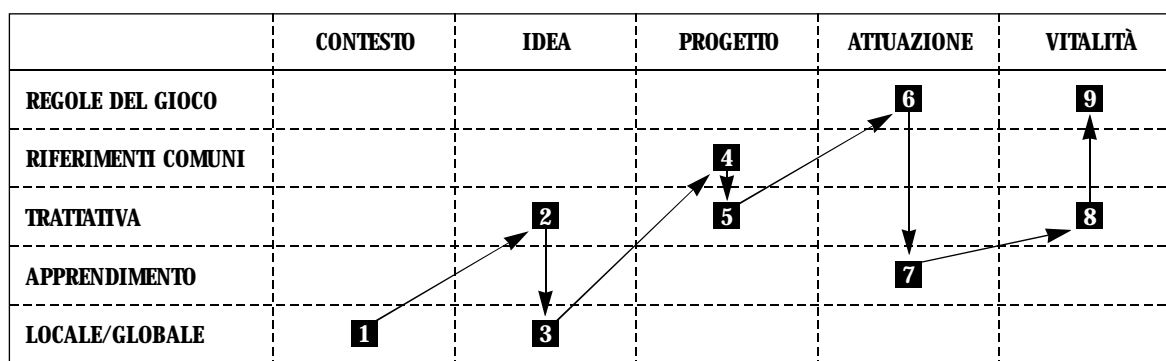 CONTESTO IDEA PROGETTO ATTUAZIONE VITALITÀ
REGOLE DEL GIOCO 6 9
RIFERIMENTI COMUNI 4
TRATTATIVA 2 5 8
APPRENDIMENTO 7
LOCALE/GLOBALE 1 3